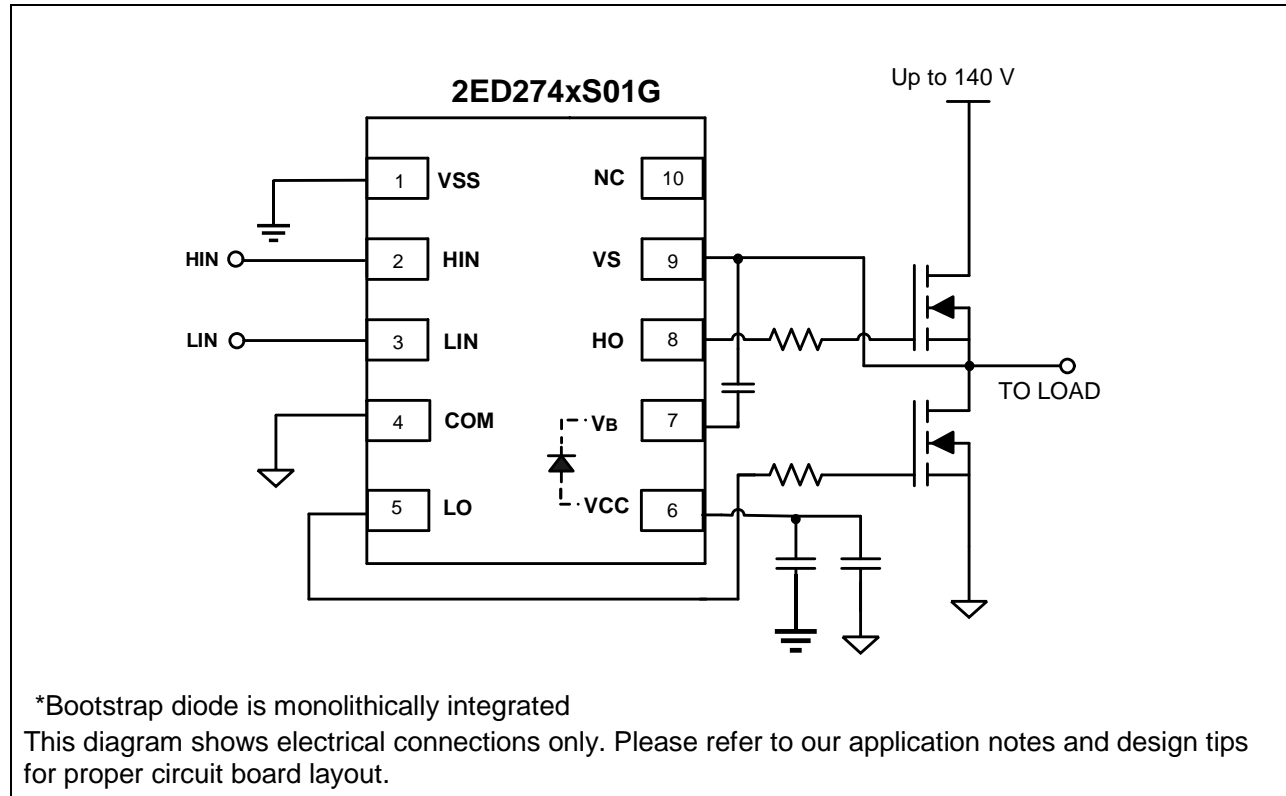 2ED274xS01G
Up to 140 V
1 VSS NC 10
HIN 2 HIN VS 9
LIN 3 LIN HO 8
TO LOAD
4 COM VB 7
5 LO VCC 6
*Bootstrap diode is monolithically integrated
This diagram shows electrical connections only. Please refer to our application notes and design tips
for proper circuit board layout.